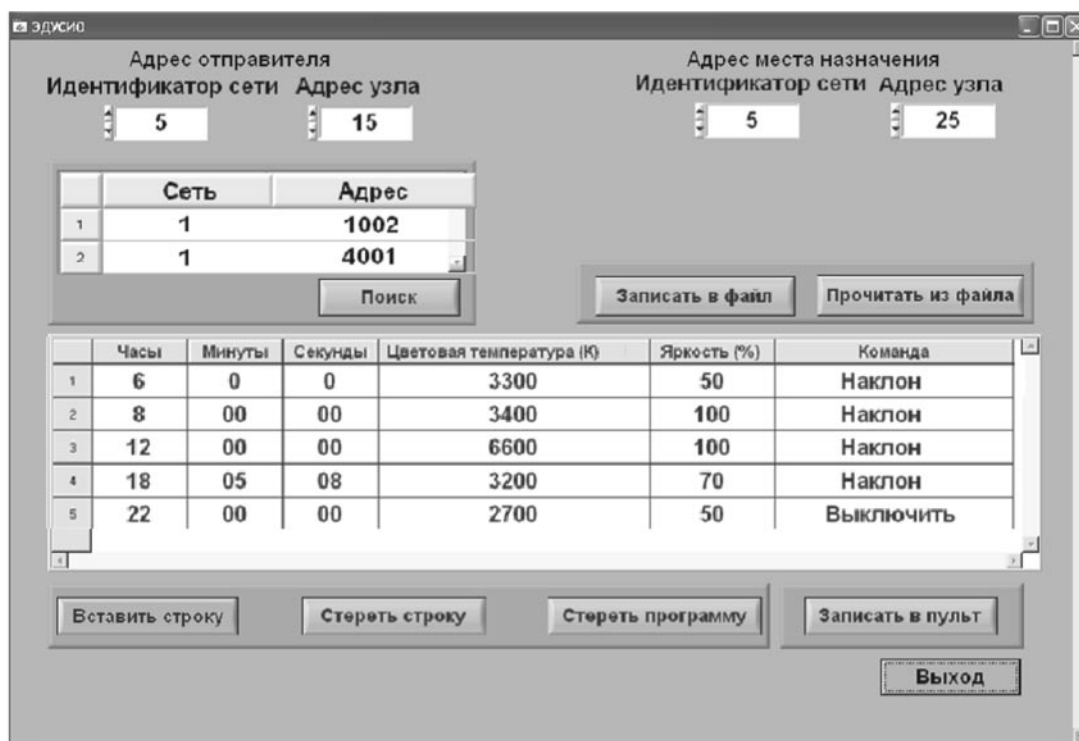 ЭДУСИО
Адрес отправителя Адрес места назначения
Идентификатор сети Адрес узла Идентификатор сети Адрес узла
5 15 5 25
Сеть Адрес
1 1 1002
2 1 4001
Поиск Записать в файл Прочитать из файла
Часы Минуты Секунды Цветовая температура (К) Яркость (%) Команда
1 6 0 0 3300 50 Наклон
2 8 00 00 3400 100 Наклон
3 12 00 00 6600 100 Наклон
4 18 05 08 3200 70 Наклон
5 22 00 00 2700 50 Выключить
Вставить строку Стереть строку Стереть программу Записать в пульт
Выход